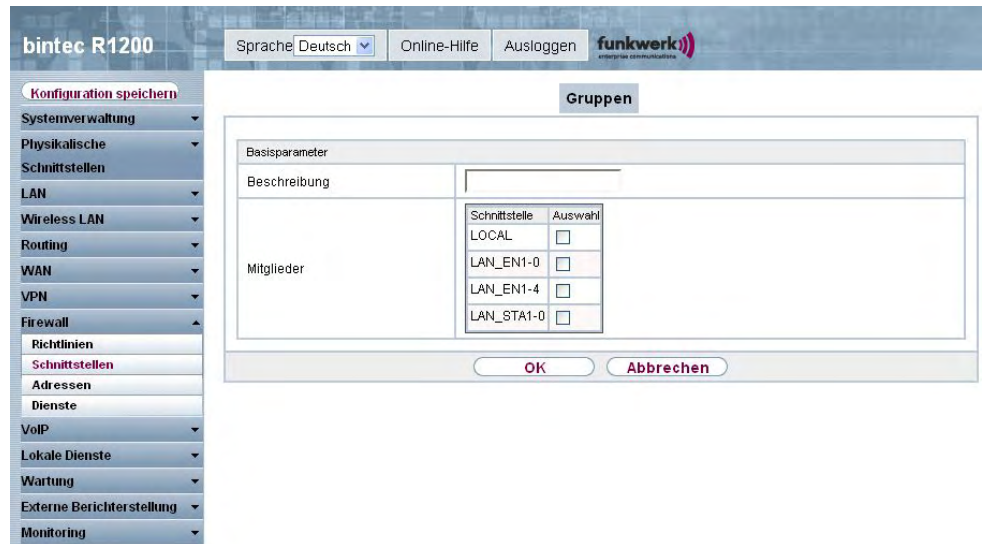 bintec R1200
Sprache Deutsch
Online-Hilfe
Ausloggen
funkwerk
enterprise communications
Konfiguration speichern
Systemverwaltung
Physikalische
Schnittstellen
LAN
Wireless LAN
Routing
WAN
VPN
Firewall
Richtlinien
Schnittstellen
Adressen
Dienste
VoIP
Lokale Dienste
Wartung
Externe Berichterstellung
Monitoring
Gruppen
Basisparameter
Beschreibung
Mitglieder
Schnittstelle Auswahl
LOCAL
LAN_EN1-0
LAN_EN1-4
LAN_STA1-0
OK
Abbrechen